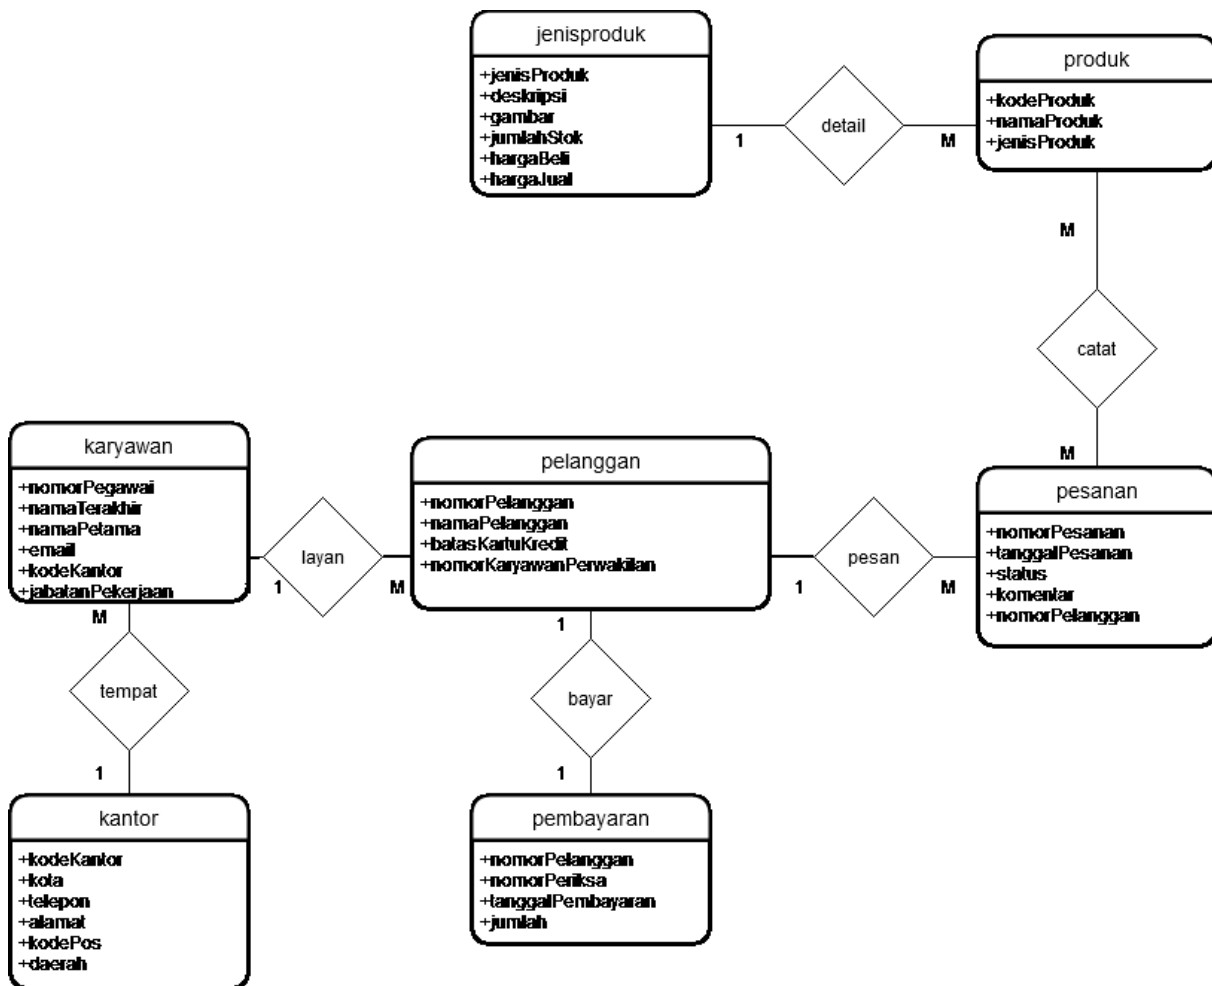 jenisproduk
+jenisProduk
+deskripsi
+gambar
+jumlahStok
+hargaBeli
+hargaJual
1
detail
M
produk
+kodeProduk
+namaProduk
+jenisProduk
M
catat
M
karyawan
+nomorPegawai
+namaTerakhir
+namaPetama
+email
+kodeKantor
+jabatanPekerjaan
1
layan
M
pelanggan
+nomorPelanggan
+namaPelanggan
+batasKartuKredit
+nomorKaryawanPerwakilan
1
pesan
M
pesanan
+nomorPesanan
+tanggalPesanan
+status
+komentar
+nomorPelanggan
M
tempat
1
1
bayar
1
kantor
+kodeKantor
+kota
+telepon
+alamat
+kodePos
+daerah
pembayaran
+nomorPelanggan
+nomorPeriksa
+tanggalPembayaran
+jumlah